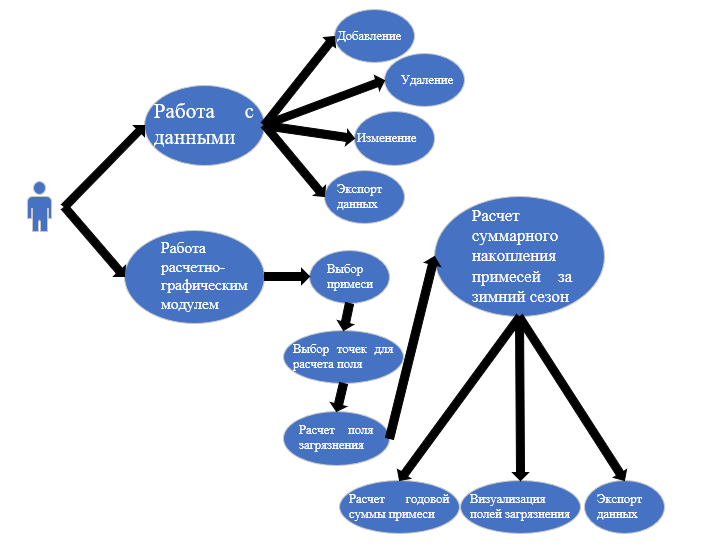 Добавление
Удаление
Работа с
данными
Изменение
Экспорт
данных
Работа
расчетно-
графическим
модулем
Выбор
примеси
Выбор точек для
расчета поля
Расчет поля
загрязнения
Расчет
суммарного
накопления
примесей за
зимний сезон
Расчет годовой
суммы примеси
Визуализация
полей загрязнения
Экспорт
данных